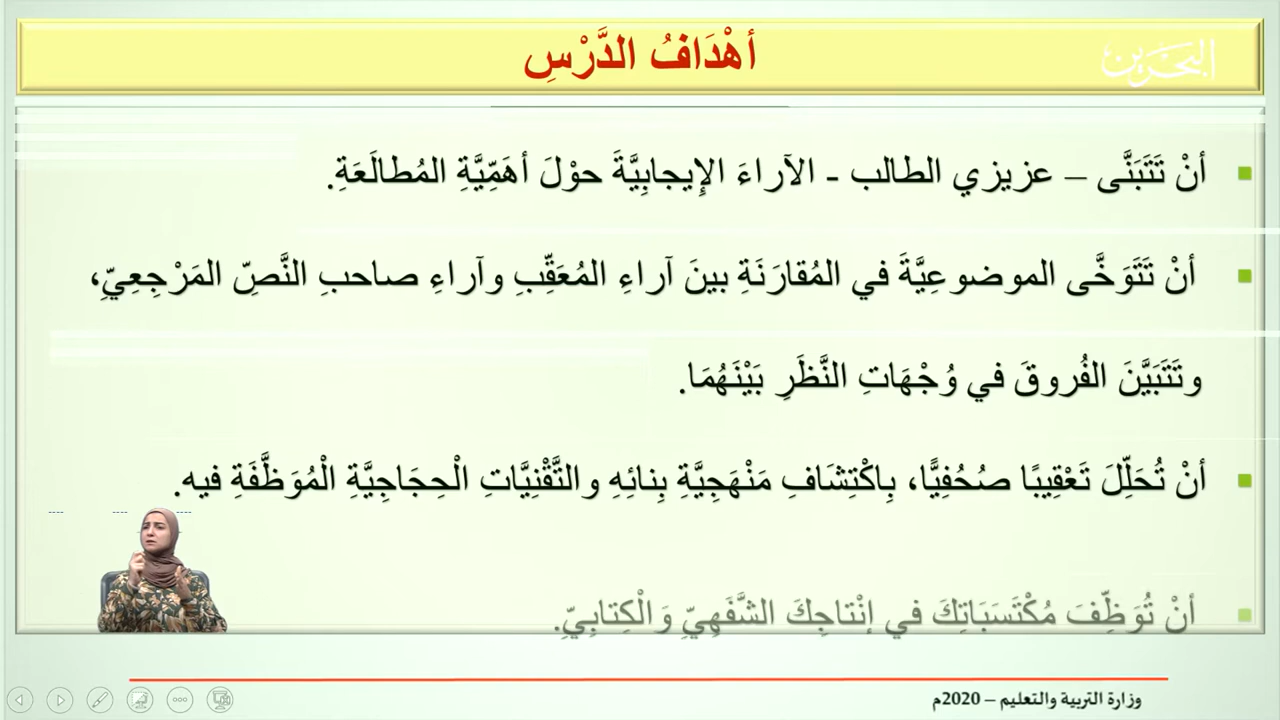 أهْدَافُ الدَّرْسِ
البحرين
أنْ تَتَبَنَّى – عزيزي الطالب - الآراءَ الإيجابِيَّةَ حوْلَ أهَمِّيَّةِ المُطالَعَةِ.
أنْ تَتَوَخَّى الموضوعِيَّةَ في المُقارَنَةِ بينَ آراءِ المُعَقِّبِ وآراءِ صاحبِ النَّصِّ المَرْجِعِيِّ،
وتَتَبَيَّنَ الفُروقَ في وُجْهَاتِ النَّظَرِ بَيْنَهُمَا.
أنْ تُحَلِّلَ تَعْقِيبًا صُحُفِيًّا، بِاكْتِشَافِ مَنْهَجِيَّةِ بِنائِهِ والتَّقْنِيَّاتِ الْحِجَاجِيَّةِ الْمُوَظَّفَةِ فيه.
أنْ تُوَظِّفَ مُكْتَسَبَاتِكَ في إنْتاجِكَ الشَّفَهِيِّ وَالْكِتابِيِّ.
وزارة التربية والتعليم – 2020م